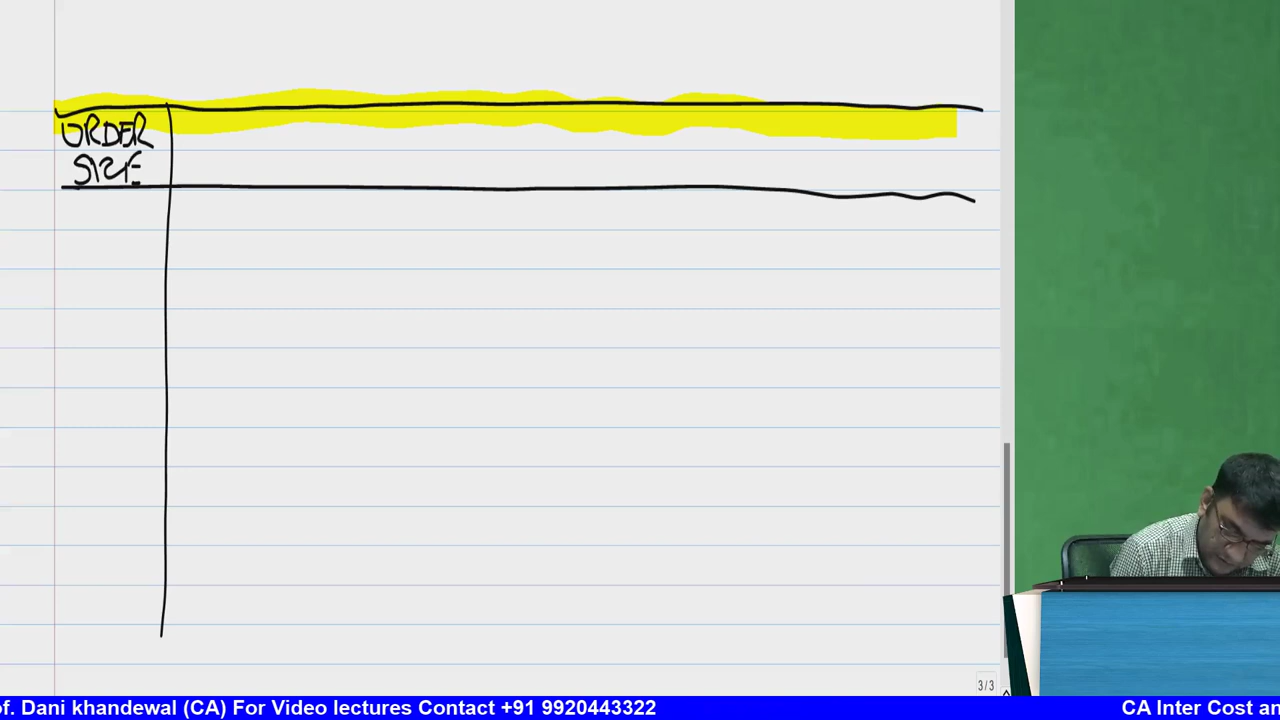 ORDER
SIZE
3/3
of. Dani khandewal (CA) For Video lectures Contact +91 9920443322
CA Inter Cost an